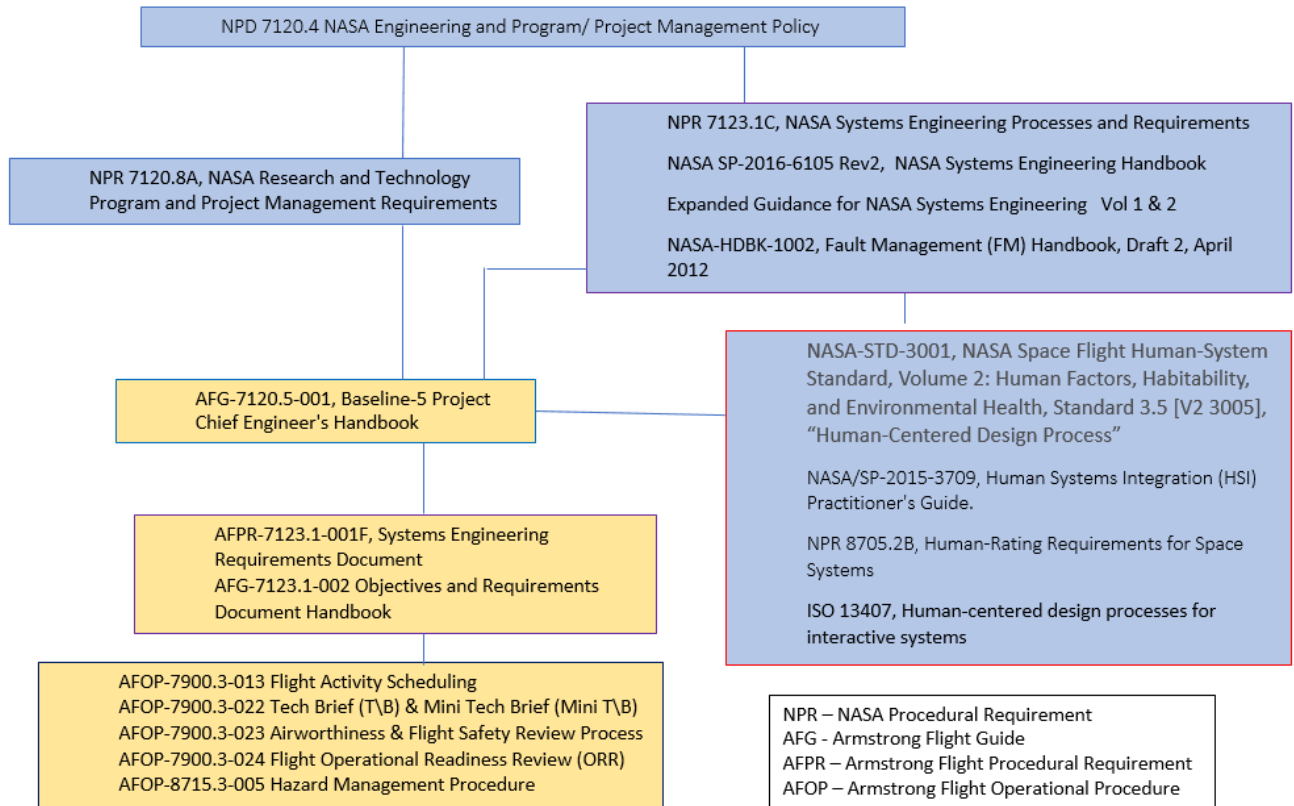 NPD 7120.4 NASA Engineering and Program/ Project Management Policy
NPR 7123.1C, NASA Systems Engineering Processes and Requirements
NASA SP-2016-6105 Rev2, NASA Systems Engineering Handbook
Expanded Guidance for NASA Systems Engineering Vol 1 & 2
NASA-HDBK-1002, Fault Management (FM) Handbook, Draft 2, April
2012
NPR 7120.8A, NASA Research and Technology
Program and Project Management Requirements
NASA-STD-3001, NASA Space Flight Human-System
Standard, Volume 2: Human Factors, Habitability,
and Environmental Health, Standard 3.5 [V2 3005],
“Human-Centered Design Process”
NASA/SP-2015-3709, Human Systems Integration (HSI)
Practitioner's Guide.
NPR 8705.2B, Human-Rating Requirements for Space
Systems
ISO 13407, Human-centered design processes for
interactive systems
AFG-7120.5-001, Baseline-5 Project
Chief Engineer's Handbook
AFPR-7123.1-001F, Systems Engineering
Requirements Document
AFG-7123.1-002 Objectives and Requirements
Document Handbook
AFOP-7900.3-013 Flight Activity Scheduling
AFOP-7900.3-022 Tech Brief (T\B) & Mini Tech Brief (Mini T\B)
AFOP-7900.3-023 Airworthiness & Flight Safety Review Process
AFOP-7900.3-024 Flight Operational Readiness Review (ORR)
AFOP-8715.3-005 Hazard Management Procedure
NPR – NASA Procedural Requirement
AFG - Armstrong Flight Guide
AFPR – Armstrong Flight Procedural Requirement
AFOP – Armstrong Flight Operational Procedure